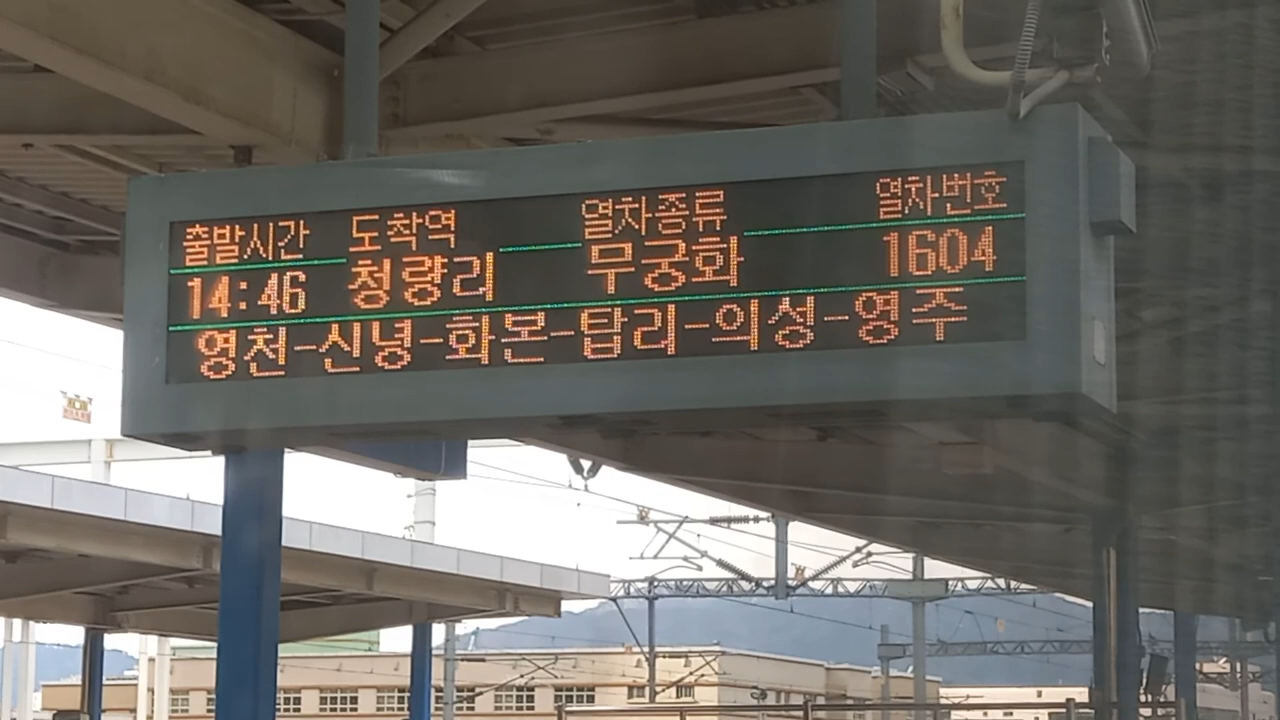 출발시간 도착역 열차종류 열차번호
14:46 청량리 무궁화 1604
영천-신녕-화본-탑리-의성-영주